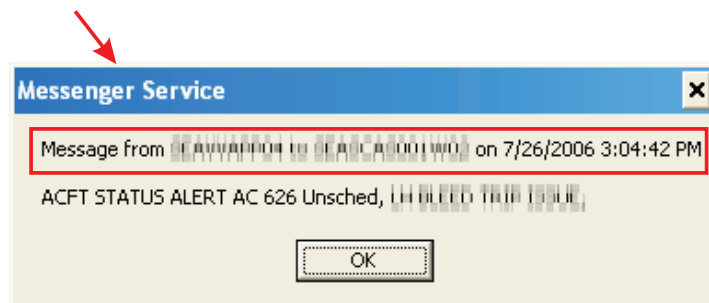 Messenger Service
Message from on 7/26/2006 3:04:42 PM
ACFT STATUS ALERT AC 626 Unsched,
OK